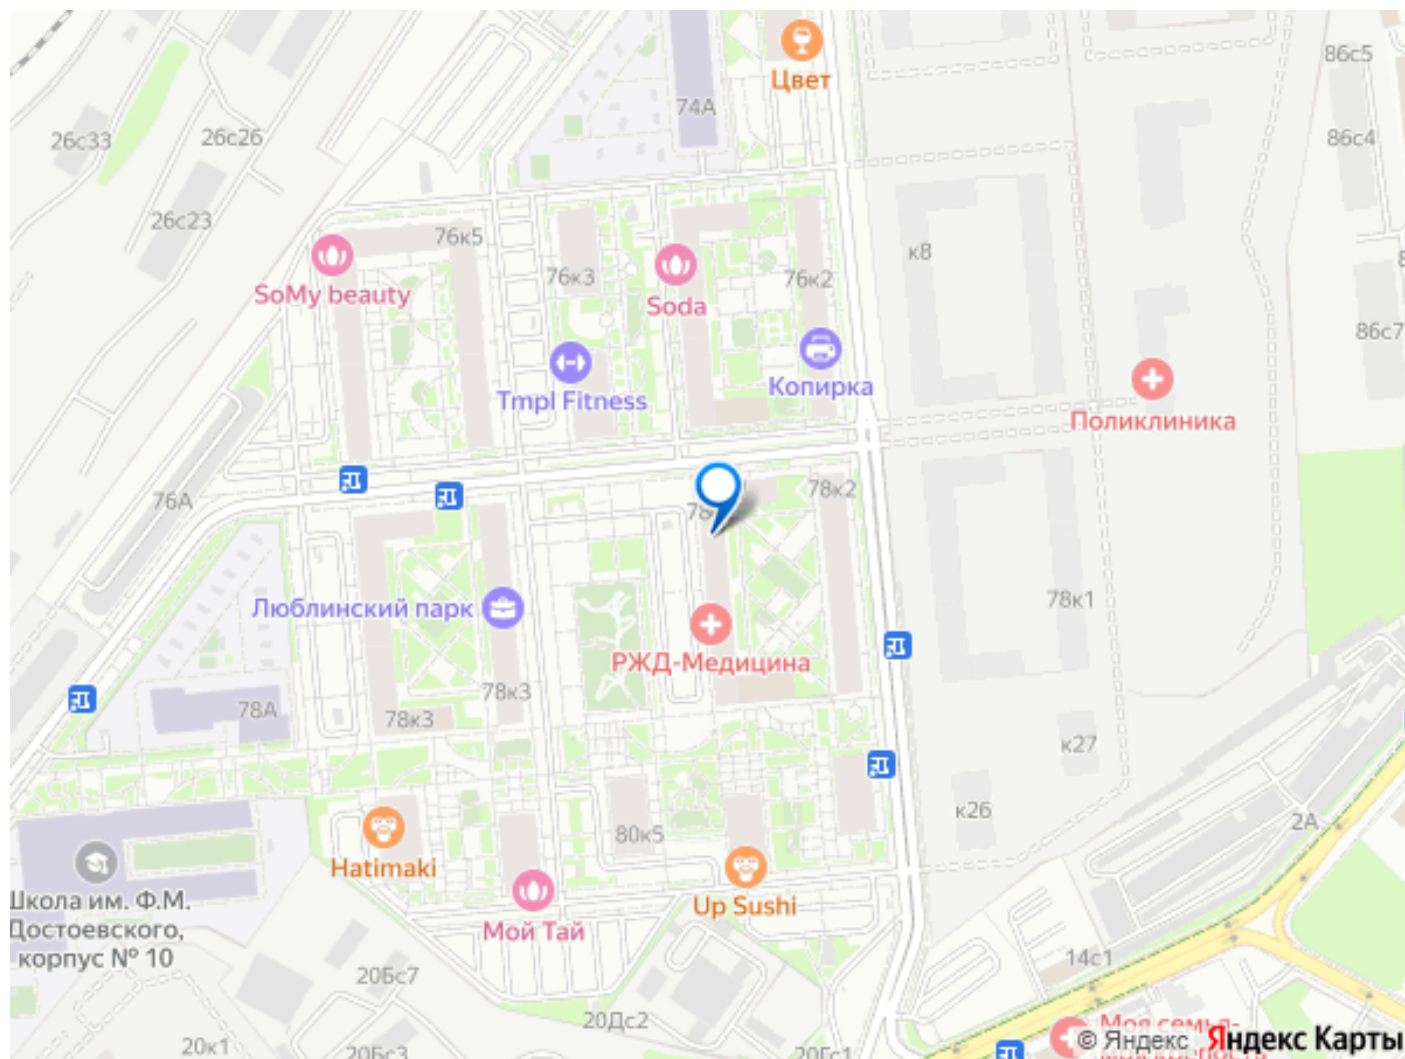 86с5
Цвет
74А
26с33
26с26
86с4
26с23
76к5
к8
76к3
76к2
SoMy beauty
Soda
86с7
Копирка
Tmpl Fitness
Поликлиника
76А
78к2
78к1
Люблинский парк
РЖД-Медицина
78к3
78А
78к3
к27
к26
2А
80к5
Hatimaki
Up Sushi
Школа им. Ф.М.
Достоевского,
корпус № 10
Мой Тай
14с1
20Бс7
20Дс2
Моя семья-
© Яндекс Яндекс Карты
20к1
20Бс3
20Гс1